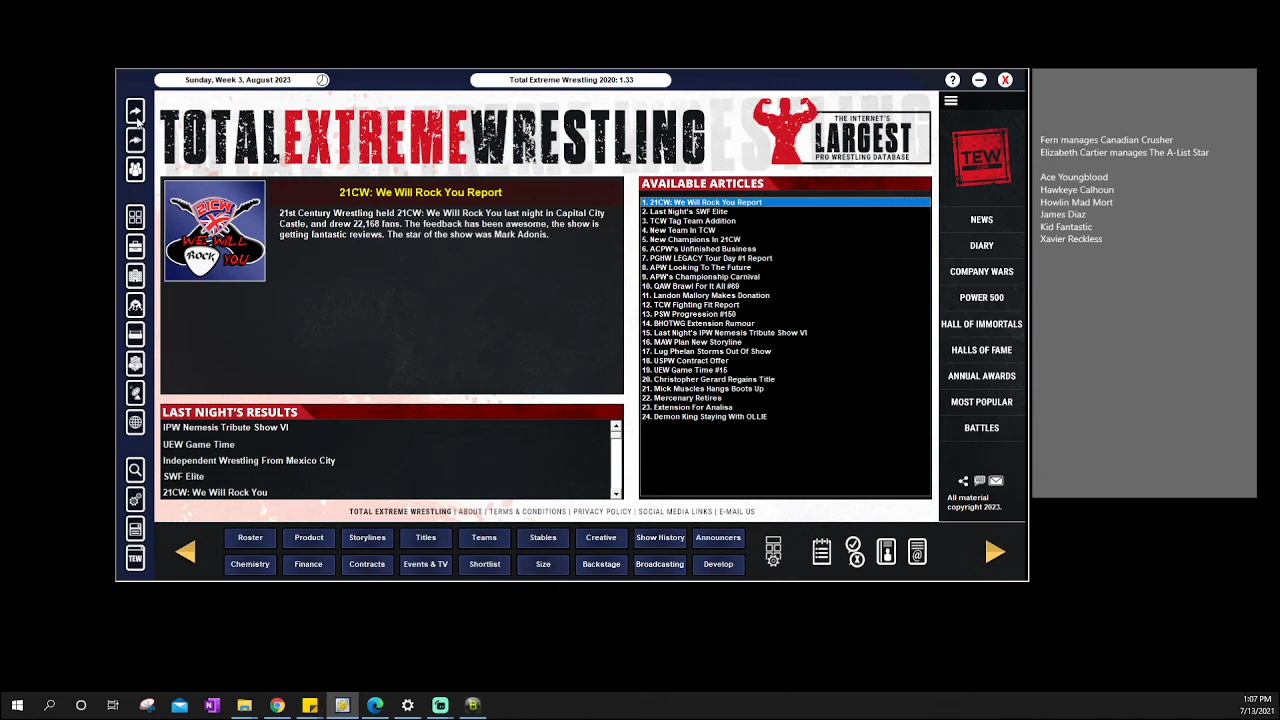 Sunday, Week 3, August 2023
Total Extreme Wrestling 2020: 1.33
?
X
TOTALEXTREMEWRESTLING
THE INTERNET'S
LARGEST
PRO WRESTLING DATABASE
TEW
21CW: We Will Rock You Report
21st Century Wrestling held 21CW: We Will Rock You last night in Capital City
Castle, and drew 22,168 fans. The feedback has been awesome, the show is
getting fantastic reviews. The star of the show was Mark Adonis.
21CW
WE WILL
ROCK YOU
AVAILABLE ARTICLES
1. 21CW: We Will Rock You Report
2. Last Night's SWF Elite
3. TCW Tag Team Addition
4. New Team In TCW
5. New Champions In 21CW
6. ACPW's Unfinished Business
7. PGHW LEGACY Tour Day #1 Report
8. APW Looking To The Future
9. APW's Championship Carnival
10. QAW Brawl For It All #69
11. Landon Mallory Makes Donation
12. TCW Fighting Fit Report
13. PSW Progression #150
14. BHOTWG Extension Rumour
15. Last Night's IPW Nemesis Tribute Show VI
16. MAW Plan New Storyline
17. Lug Phelan Storms Out Of Show
18. USPW Contract Offer
19. UEW Game Time #15
20. Christopher Gerard Regains Title
21. Mick Muscles Hangs Boots Up
22. Mercenary Retires
23. Extension For Analisa
24. Demon King Staying With OLLIE
LAST NIGHT'S RESULTS
IPW Nemesis Tribute Show VI
UEW Game Time
Independent Wrestling From Mexico City
SWF Elite
21CW: We Will Rock You
NEWS
DIARY
COMPANY WARS
POWER 500
HALL OF IMMORTALS
HALLS OF FAME
ANNUAL AWARDS
MOST POPULAR
BATTLES
All material
copyright 2023.
TOTAL EXTREME WRESTLING | ABOUT | TERMS & CONDITIONS | PRIVACY POLICY | SOCIAL MEDIA LINKS | E-MAIL US
Roster Product Storylines Titles Teams Stables Creative Show History Announcers
Chemistry Finance Contracts Events & TV Shortlist Size Backstage Broadcasting Develop
TEW
Fern manages Canadian Crusher
Elizabeth Cartier manages The A-List Star
Ace Youngblood
Hawkeye Calhoun
Howlin Mad Mort
James Diaz
Kid Fantastic
Xavier Reckless
1:07 PM
7/13/2021